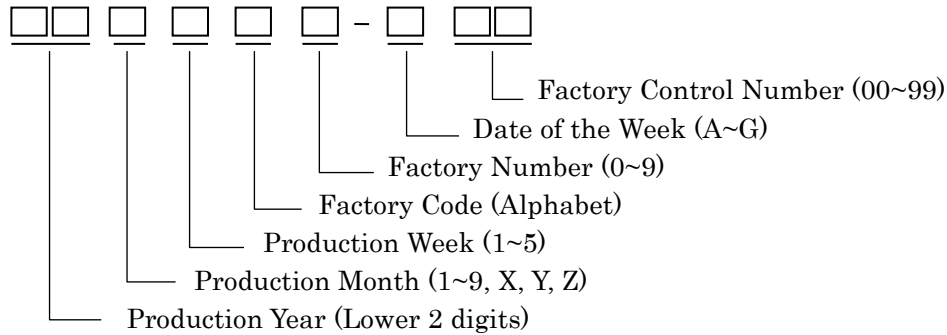 □□ □ □ □ □ – □ □□
Factory Control Number (00~99)
Date of the Week (A~G)
Factory Number (0~9)
Factory Code (Alphabet)
Production Week (1~5)
Production Month (1~9, X, Y, Z)
Production Year (Lower 2 digits)